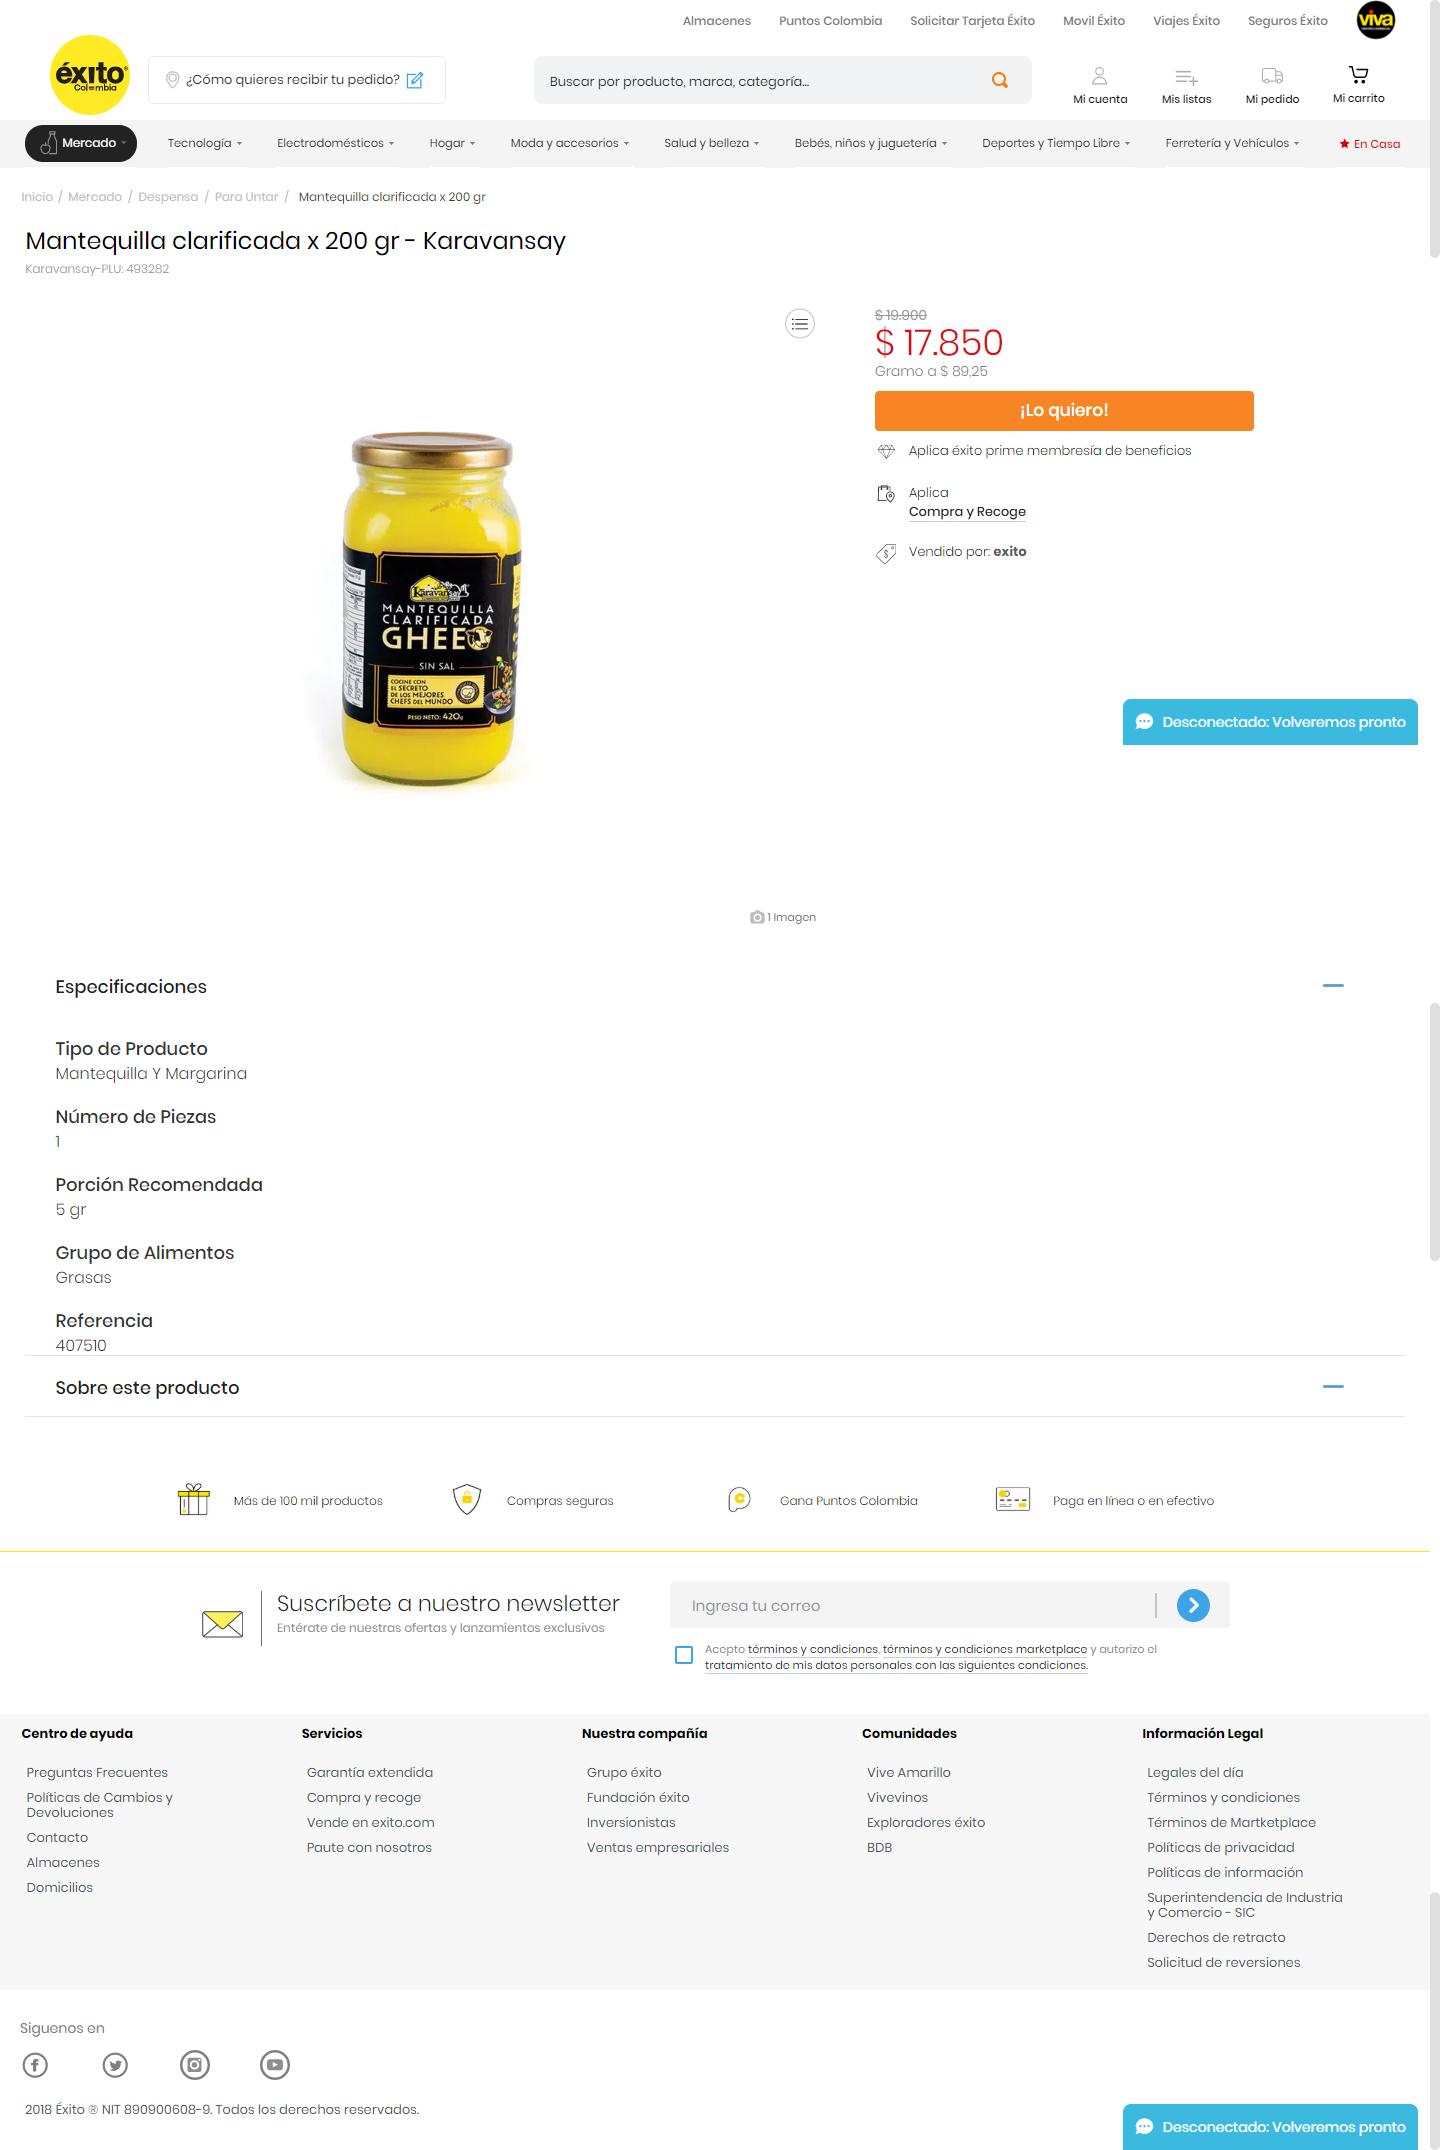 Almacenes Puntos Colombia Solicitar Tarjeta Éxito Movil Éxito Viajes Éxito Seguros Éxito viva
éxito
Colombia
¿Cómo quieres recibir tu pedido?
Buscar por producto, marca, categoría...
Mi cuenta Mis listas Mi pedido Mi carrito
Mercado Tecnología Electrodomésticos Hogar Moda y accesorios Salud y belleza Bebés, niños y juguetería Deportes y Tiempo Libre Ferretería y Vehículos En Casa
Inicio / Mercado / Despensa / Para Untar / Mantequilla clarificada x 200 gr
Mantequilla clarificada x 200 gr - Karavansay
Karavansay-PLU: 493282
$ 19.900
$ 17.850
Gramo a $ 89,25
¡Lo quiero!
Aplica éxito prime membresía de beneficios
Aplica
Compra y Recoge
Vendido por: exito
Karavansay
MANTEQUILLA
CLARIFICADA
GHEE
SIN SAL
COCINE CON
EL SECRETO
DE LOS MEJORES
CHEFS DEL MUNDO
PESO NETO: 420g
Desconectado: Volveremos pronto
1 Imagen
Especificaciones
Tipo de Producto
Mantequilla Y Margarina
Número de Piezas
1
Porción Recomendada
5 gr
Grupo de Alimentos
Grasas
Referencia
407510
Sobre este producto
Más de 100 mil productos Compras seguras Gana Puntos Colombia Paga en línea o en efectivo
Suscríbete a nuestro newsletter
Entérate de nuestras ofertas y lanzamientos exclusivos
Ingresa tu correo
Acepto términos y condiciones, términos y condiciones marketplace y autorizo el
tratamiento de mis datos personales con las siguientes condiciones.
Centro de ayuda
Preguntas Frecuentes
Políticas de Cambios y
Devoluciones
Contacto
Almacenes
Domicilios
Servicios
Garantía extendida
Compra y recoge
Vende en exito.com
Paute con nosotros
Nuestra compañía
Grupo éxito
Fundación éxito
Inversionistas
Ventas empresariales
Comunidades
Vive Amarillo
Vivevinos
Exploradores éxito
BDB
Información Legal
Legales del día
Términos y condiciones
Términos de Martketplace
Políticas de privacidad
Políticas de información
Superintendencia de Industria
y Comercio - SIC
Derechos de retracto
Solicitud de reversiones
Siguenos en
2018 Éxito ® NIT 890900608-9. Todos los derechos reservados.
Desconectado: Volveremos pronto